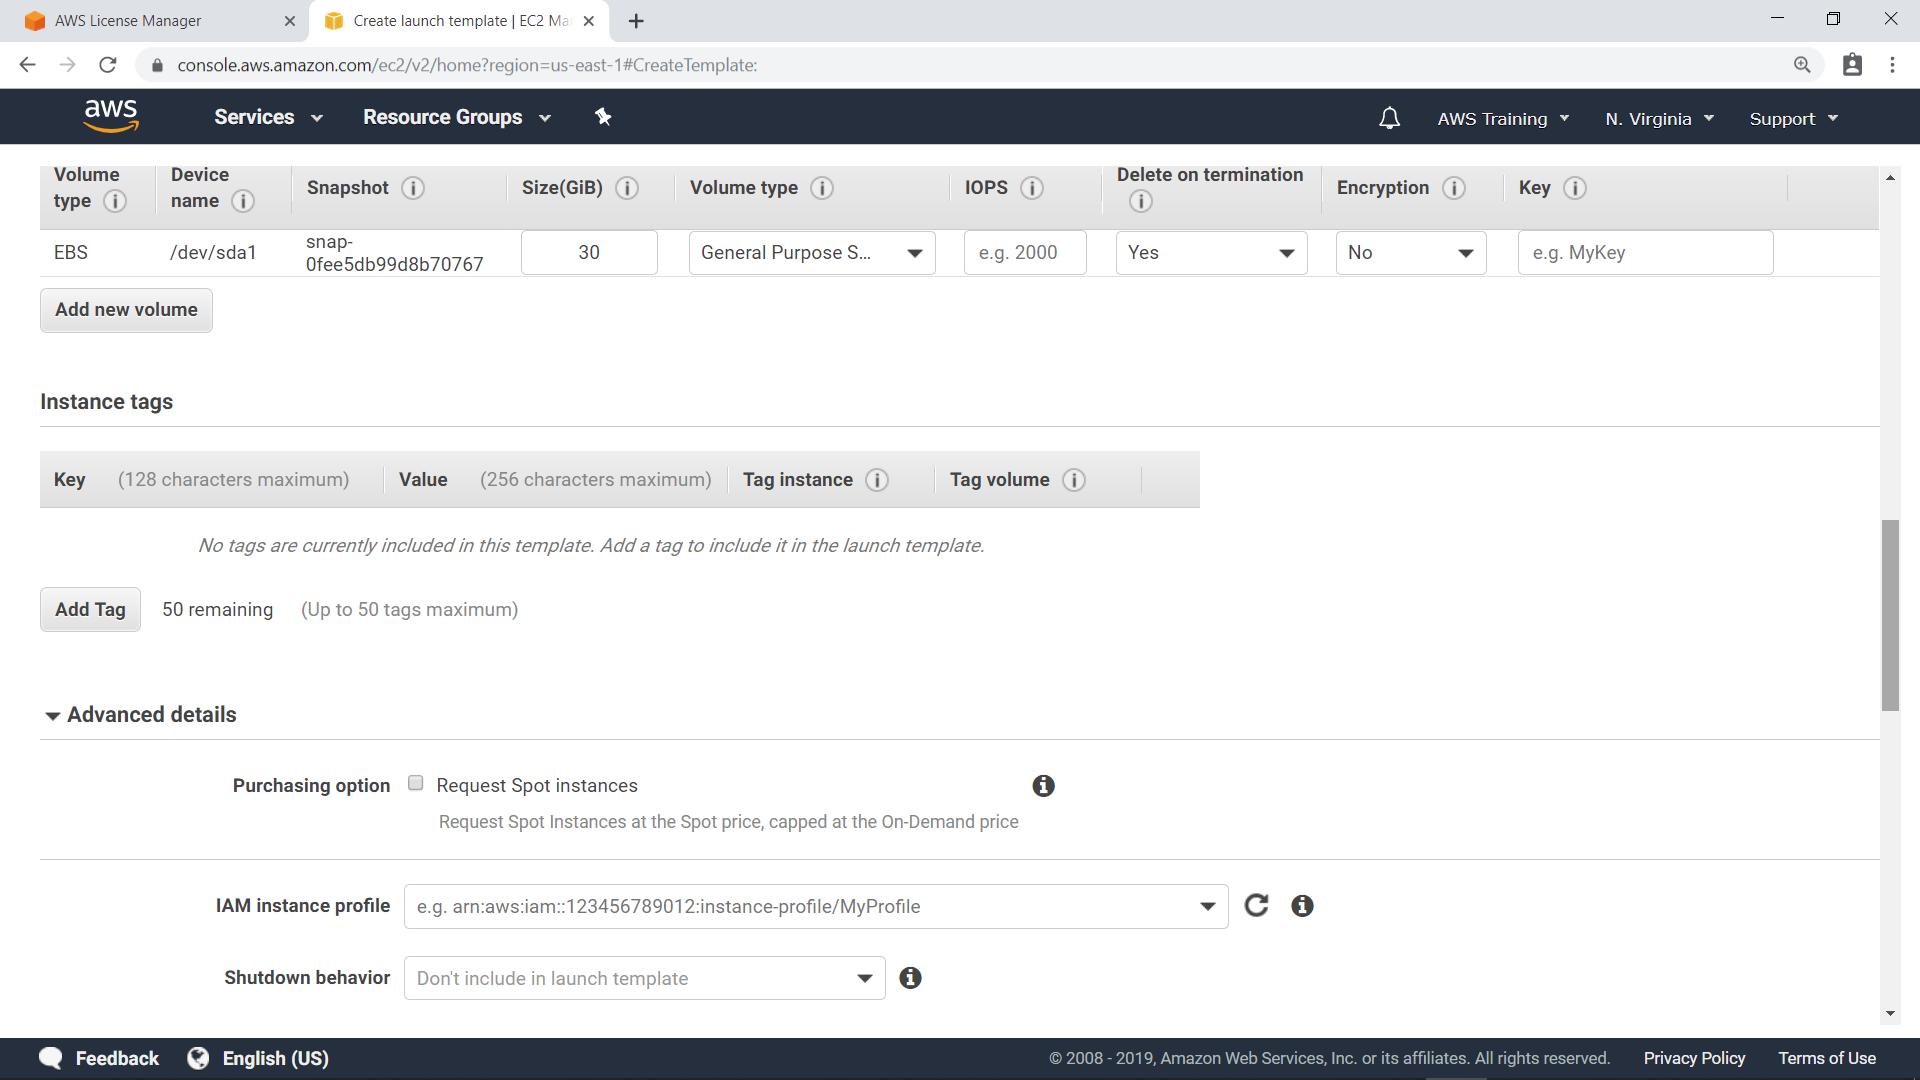 AWS License Manager
Create launch template | EC2 Ma
console.aws.amazon.com/ec2/v2/home?region=us-east-1#CreateTemplate:
aws
Services
Resource Groups
AWS Training
N. Virginia
Support
Volume type
Device name
Snapshot
Size(GiB)
Volume type
IOPS
Delete on termination
Encryption
Key
EBS
/dev/sda1
snap-
0fee5db99d8b70767
30
General Purpose S...
e.g. 2000
Yes
No
e.g. MyKey
Add new volume
Instance tags
Key (128 characters maximum)
Value (256 characters maximum)
Tag instance
Tag volume
No tags are currently included in this template. Add a tag to include it in the launch template.
Add Tag
50 remaining
(Up to 50 tags maximum)
Advanced details
Purchasing option
Request Spot instances
Request Spot Instances at the Spot price, capped at the On-Demand price
IAM instance profile
e.g. arn:aws:iam::123456789012:instance-profile/MyProfile
Shutdown behavior
Don't include in launch template
Feedback
English (US)
© 2008 - 2019, Amazon Web Services, Inc. or its affiliates. All rights reserved.
Privacy Policy
Terms of Use